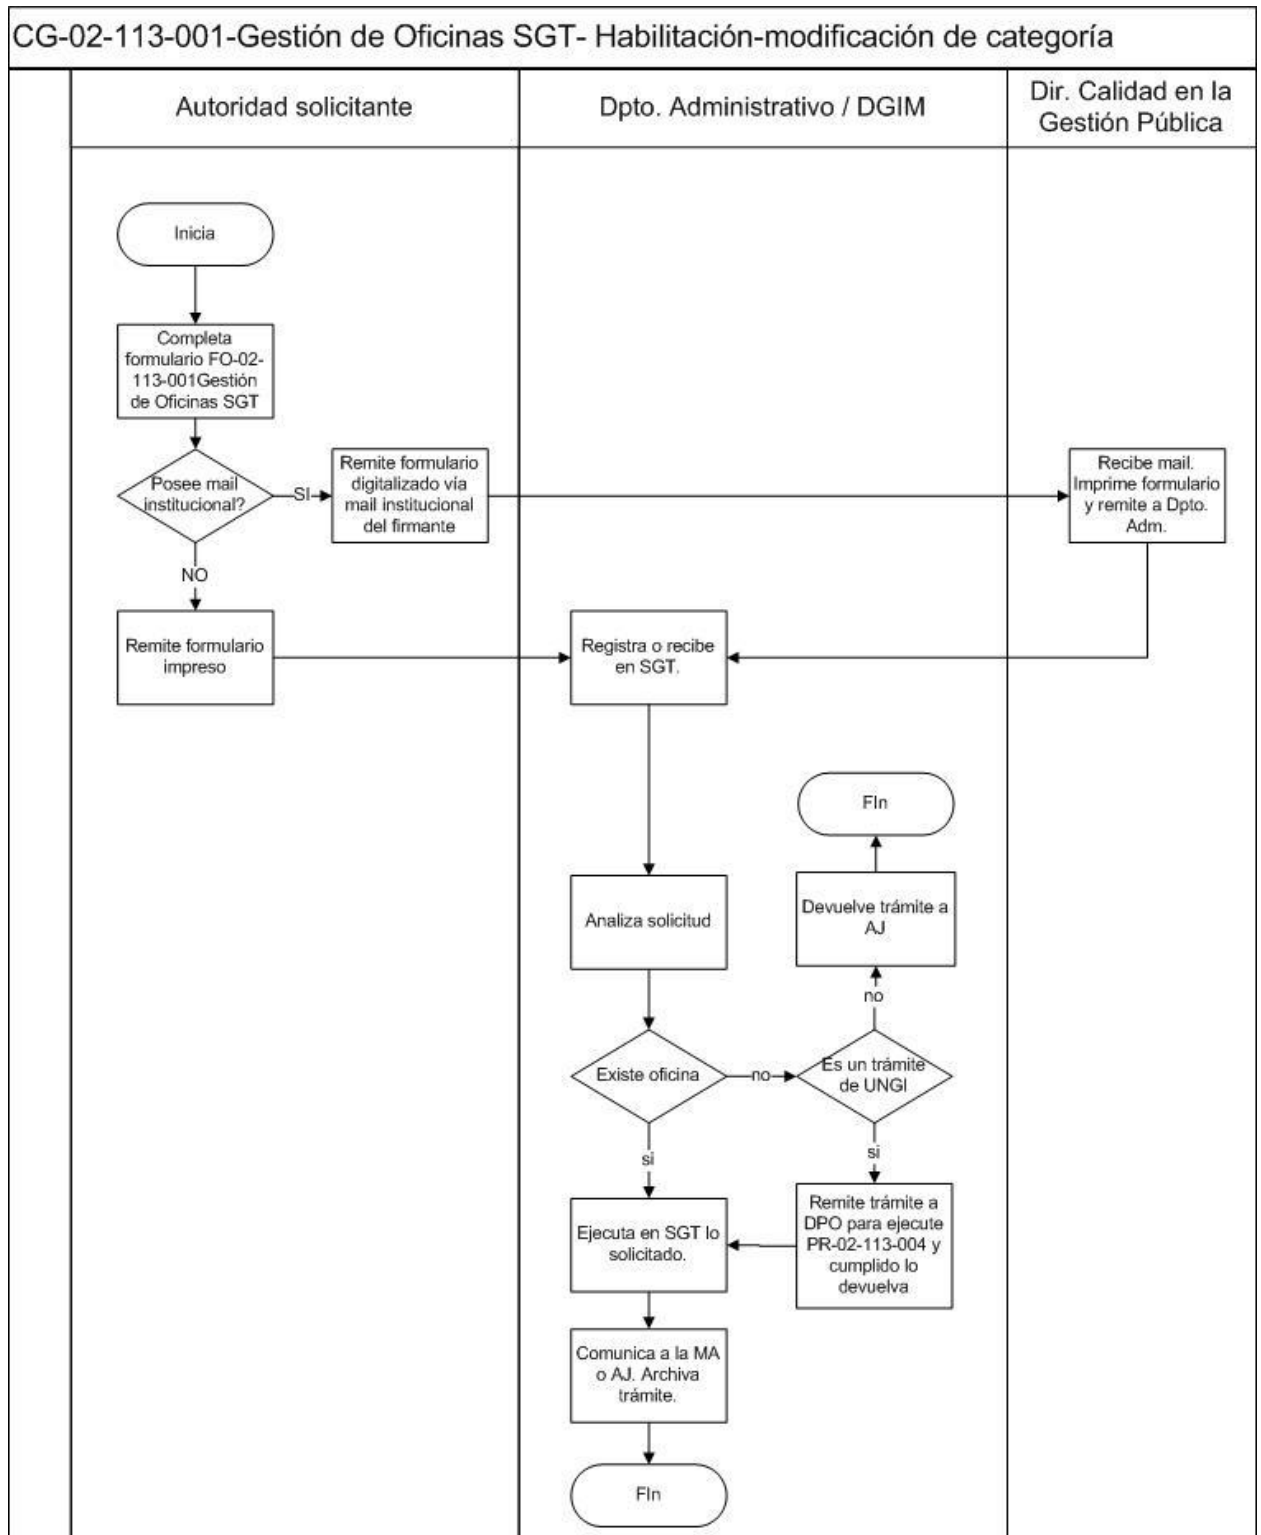 CG-02-113-001-Gestión de Oficinas SGT- Habilitación-modificación de categoría
Autoridad solicitante
Dpto. Administrativo / DGIM
Dir. Calidad en la
Gestión Pública
Inicia
Completa
formulario FO-02-
113-001Gestión
de Oficinas SGT
Posee mail
institucional?
SI
Remite formulario
digitalizado vía
mail institucional
del firmante
Recibe mail.
Imprime formulario
y remite a Dpto.
Adm.
NO
Remite formulario
impreso
Registra o recibe
en SGT.
FIn
Analiza solicitud
Devuelve trámite a
AJ
no
Existe oficina
no
Es un trámite
de UNGI
si
si
Ejecuta en SGT lo
solicitado.
Remite trámite a
DPO para ejecute
PR-02-113-004 y
cumplido lo
devuelva
Comunica a la MA
o AJ. Archiva
trámite.
FIn